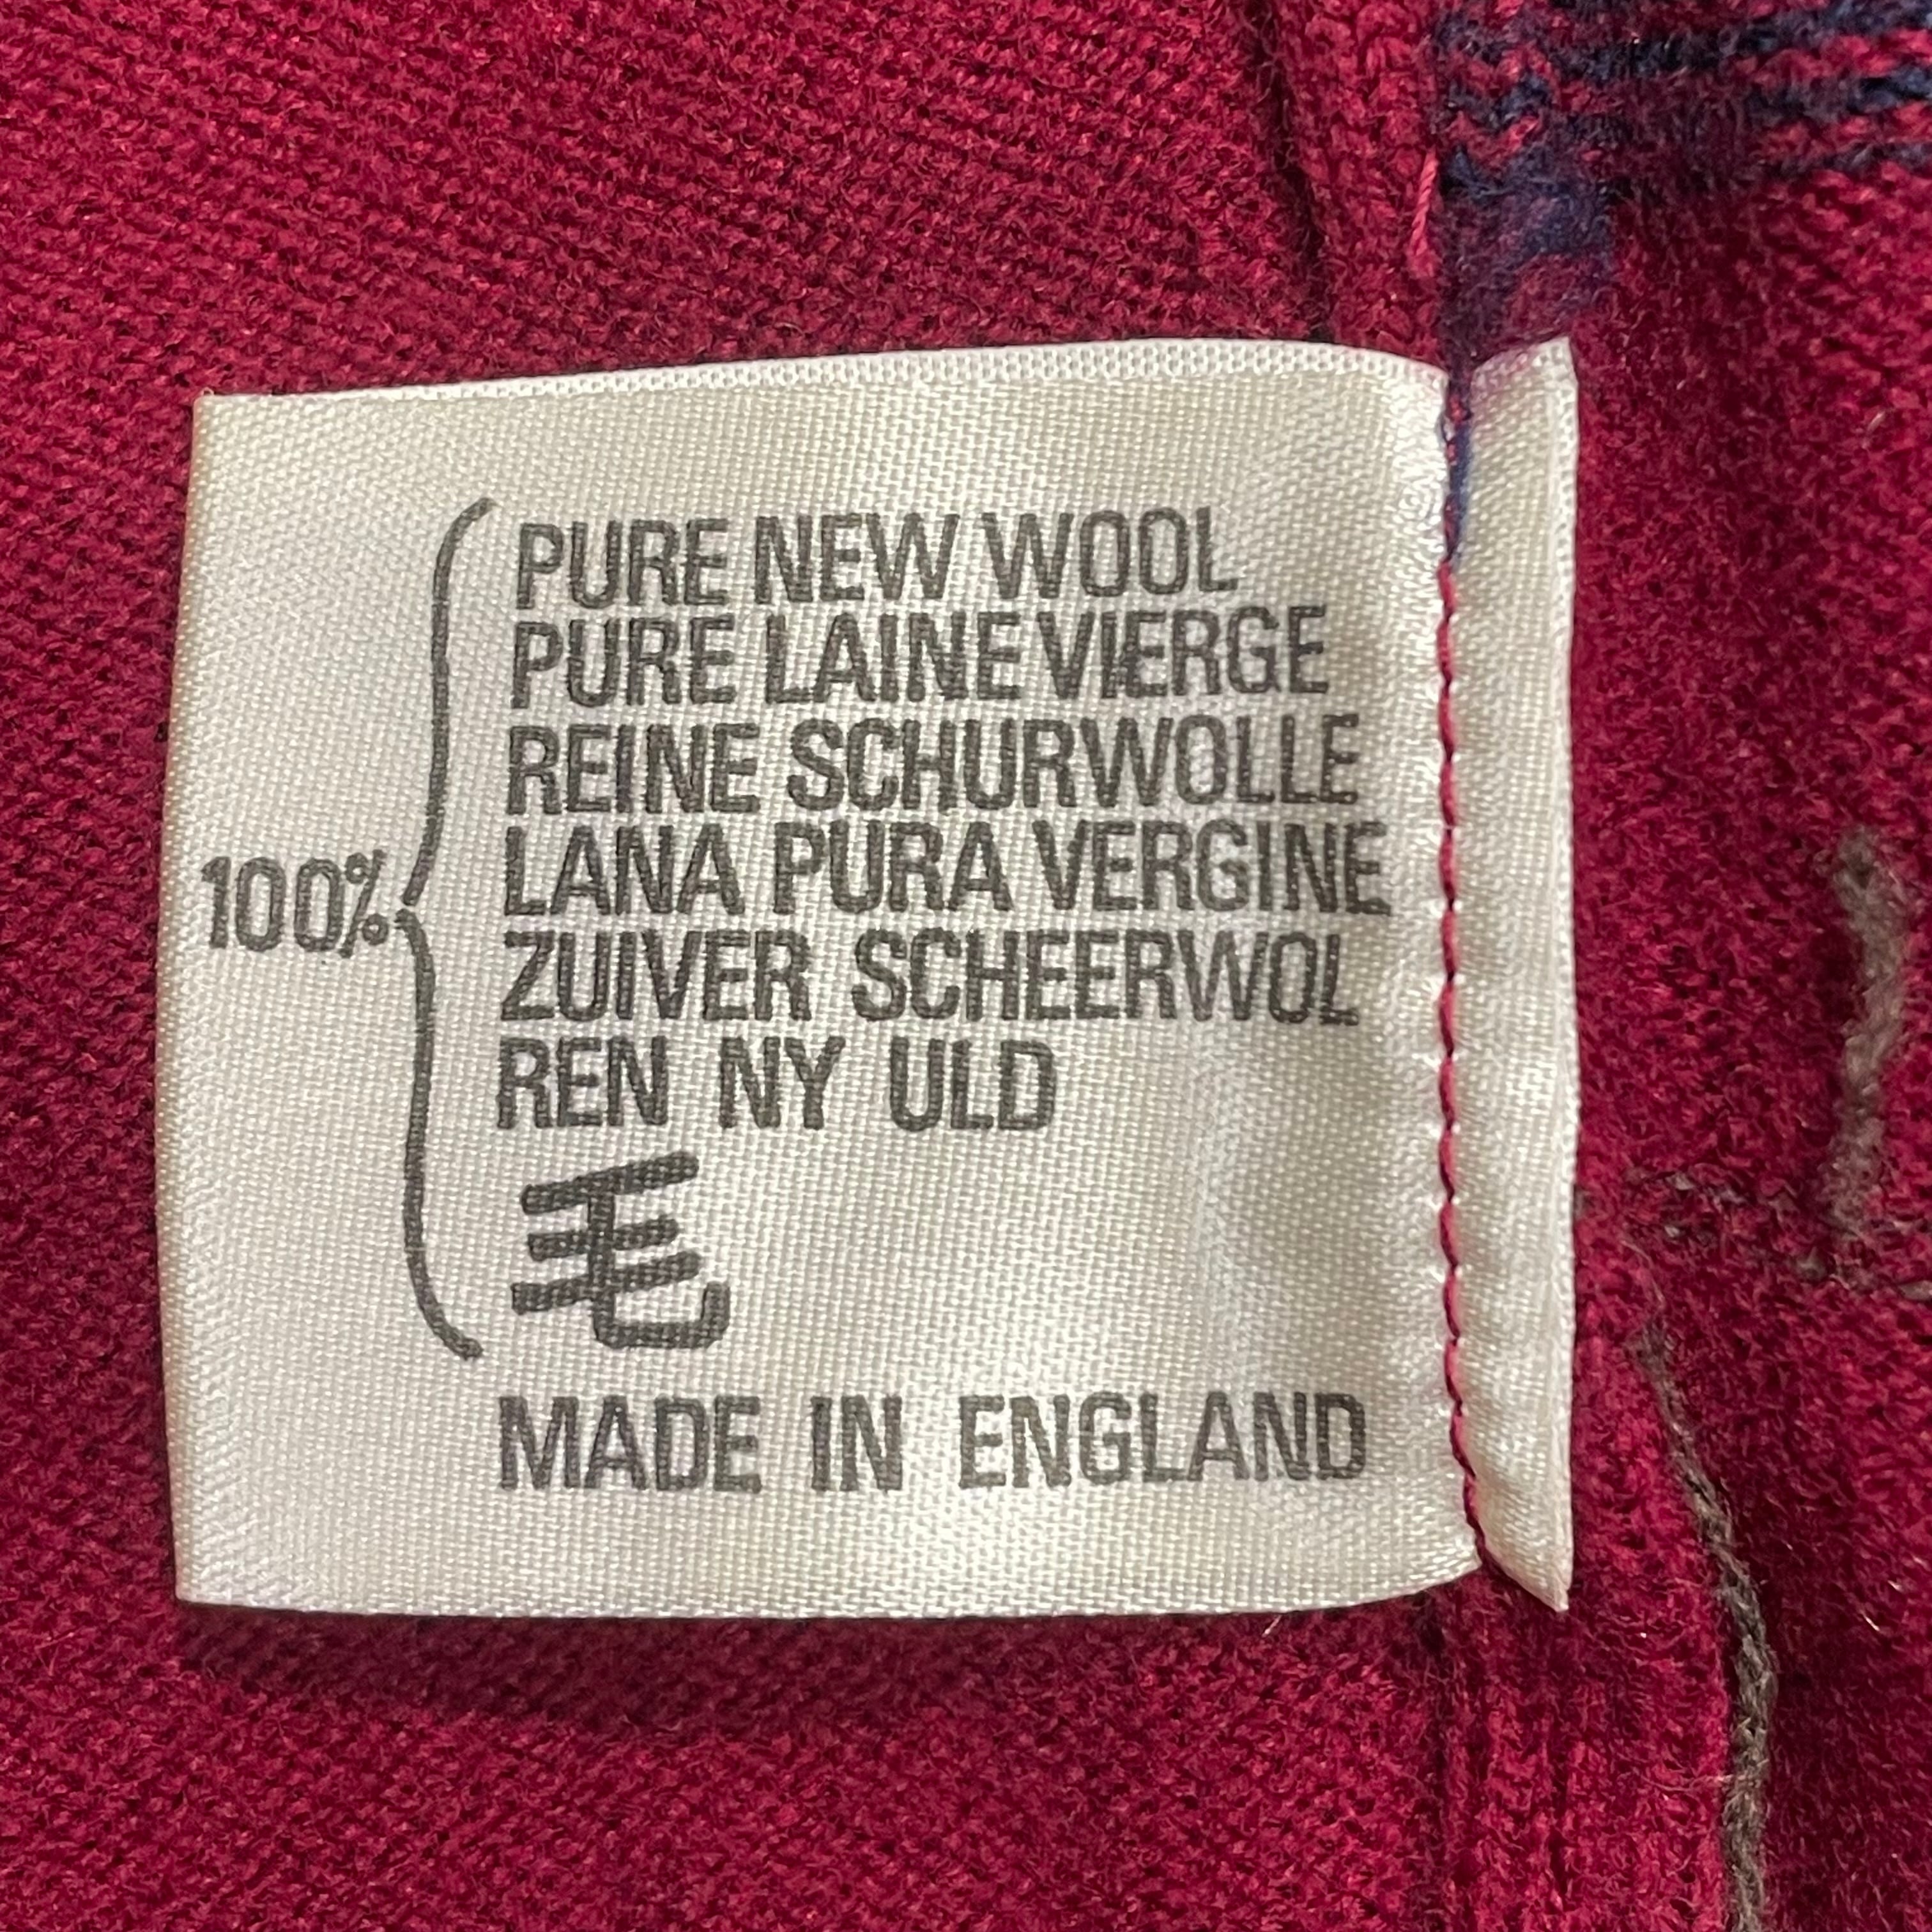 PURE NEW WOOL
PURE LAINE VIERGE
REINE SCHURWOLLE
LANA PURA VERGINE
100%
ZUIVER SCHEERWOL
REN NY ULD
毛
MADE IN ENGLAND